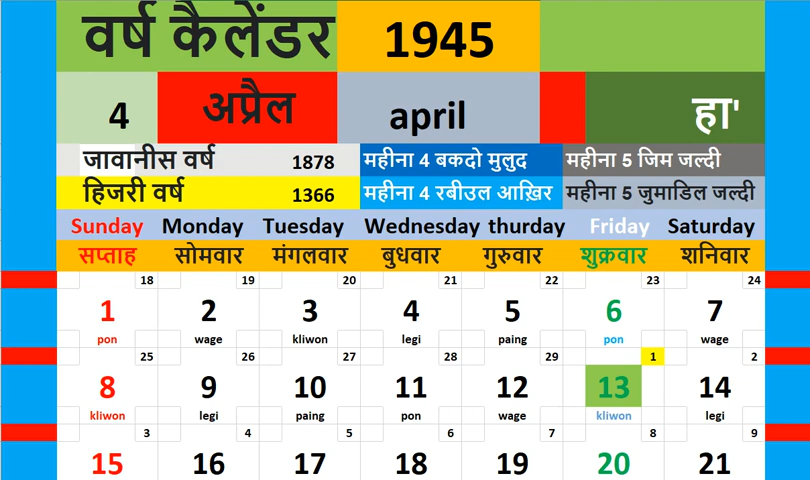 वर्ष कैलेंडर 1945
4 अप्रैल april हा'
जावानीस वर्ष 1878 महीना 4 बकदो मुलुद महीना 5 जिम जल्दी
हिजरी वर्ष 1366 महीना 4 रबीउल आख़िर महीना 5 जुमाडिल जल्दी
Sunday Monday Tuesday Wednesday thurday Friday Saturday
सप्ताह सोमवार मंगलवार बुधवार गुरुवार शुक्रवार शनिवार
18 19 20 21 22 23 24
1 2 3 4 5 6 7
pon wage kliwon legi paing pon wage
25 26 27 28 29 1 2
8 9 10 11 12 13 14
kliwon legi paing pon wage kliwon legi
3 4 5 6 7 8 9
15 16 17 18 19 20 21